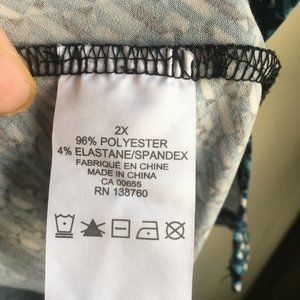 2X
96% POLYESTER
4% ELASTANE/SPANDEX
FABRIQUÉ EN CHINE
MADE IN CHINA
CA 00655
RN 138760